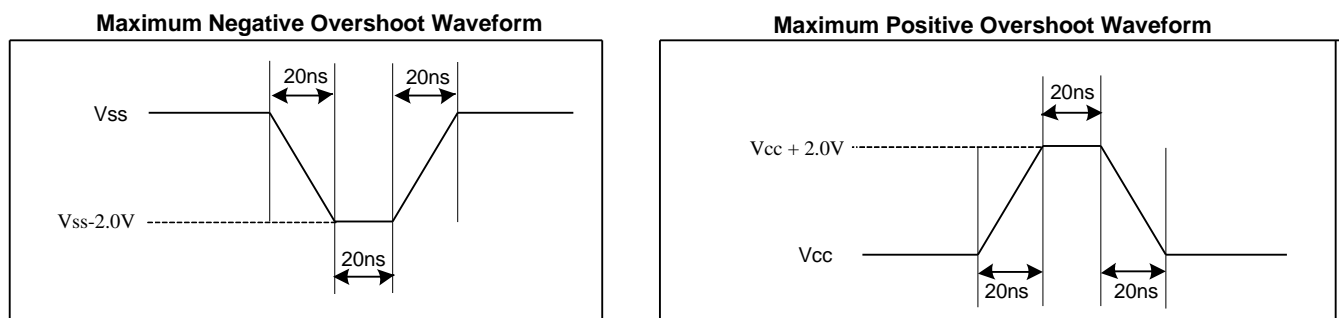 Maximum Negative Overshoot Waveform
20ns 20ns
Vss
Vss-2.0V
20ns
Maximum Positive Overshoot Waveform
20ns
Vcc + 2.0V
Vcc
20ns 20ns